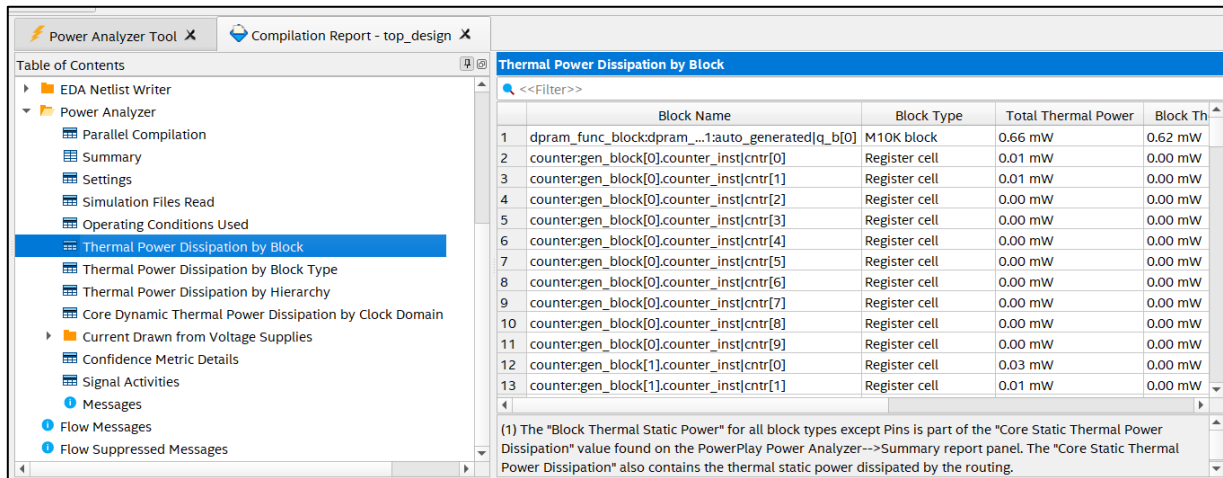 Power Analyzer Tool
Compilation Report - top_design
Table of Contents
EDA Netlist Writer
Power Analyzer
Parallel Compilation
Summary
Settings
Simulation Files Read
Operating Conditions Used
Thermal Power Dissipation by Block
Thermal Power Dissipation by Block Type
Thermal Power Dissipation by Hierarchy
Core Dynamic Thermal Power Dissipation by Clock Domain
Current Drawn from Voltage Supplies
Confidence Metric Details
Signal Activities
Messages
Flow Messages
Flow Suppressed Messages
Thermal Power Dissipation by Block
<<Filter>>
Block Name Block Type Total Thermal Power Block Th
1 dpram_func_block:dpram_...1:auto_generated|q_b[0] M10K block 0.66 mW 0.62 mW
2 counter:gen_block[0].counter_inst|cntr[0] Register cell 0.01 mW 0.00 mW
3 counter:gen_block[0].counter_inst|cntr[1] Register cell 0.01 mW 0.00 mW
4 counter:gen_block[0].counter_inst|cntr[2] Register cell 0.00 mW 0.00 mW
5 counter:gen_block[0].counter_inst|cntr[3] Register cell 0.00 mW 0.00 mW
6 counter:gen_block[0].counter_inst|cntr[4] Register cell 0.00 mW 0.00 mW
7 counter:gen_block[0].counter_inst|cntr[5] Register cell 0.00 mW 0.00 mW
8 counter:gen_block[0].counter_inst|cntr[6] Register cell 0.00 mW 0.00 mW
9 counter:gen_block[0].counter_inst|cntr[7] Register cell 0.00 mW 0.00 mW
10 counter:gen_block[0].counter_inst|cntr[8] Register cell 0.00 mW 0.00 mW
11 counter:gen_block[0].counter_inst|cntr[9] Register cell 0.00 mW 0.00 mW
12 counter:gen_block[1].counter_inst|cntr[0] Register cell 0.03 mW 0.00 mW
13 counter:gen_block[1].counter_inst|cntr[1] Register cell 0.01 mW 0.00 mW
(1) The "Block Thermal Static Power" for all block types except Pins is part of the "Core Static Thermal Power
Dissipation" value found on the PowerPlay Power Analyzer-->Summary report panel. The "Core Static Thermal
Power Dissipation" also contains the thermal static power dissipated by the routing.